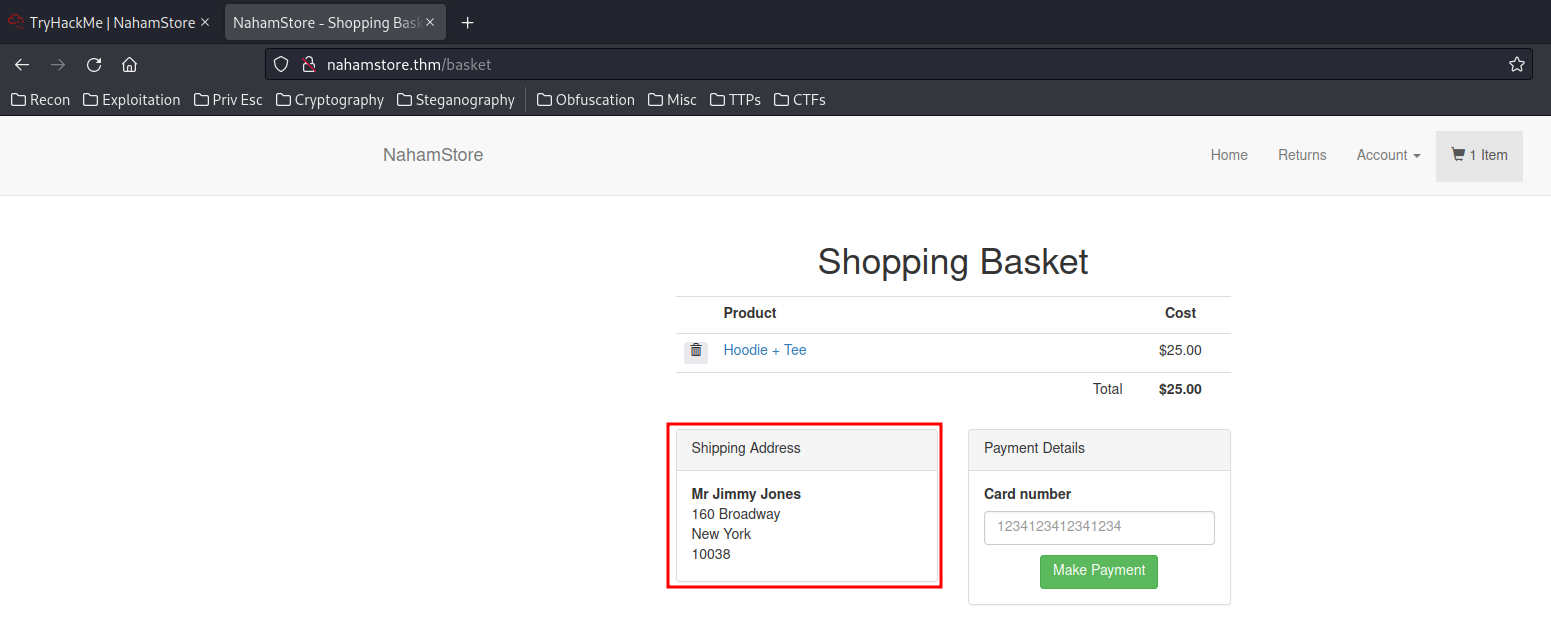 TryHackMe | NahamStore
NahamStore - Shopping Bask
nahamstore.thm/basket
Recon Exploitation Priv Esc Cryptography Steganography Obfuscation Misc TTPs CTFs
NahamStore Home Returns Account 1 Item
Shopping Basket
Product Cost
Hoodie + Tee $25.00
Total $25.00
Shipping Address
Mr Jimmy Jones
160 Broadway
New York
10038
Payment Details
Card number
1234123412341234
Make Payment